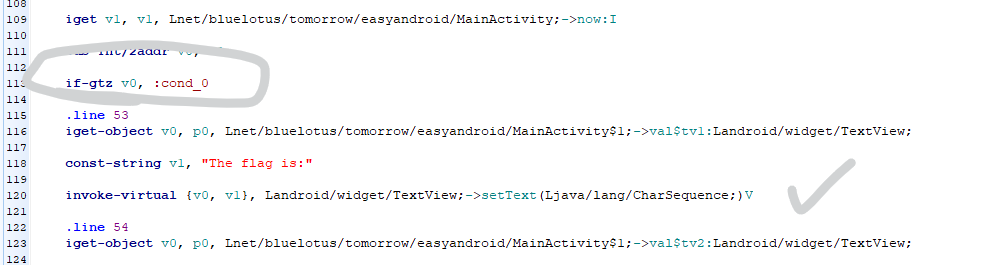 108
109 iget v1, v1, Lnet/bluelotus/tomorrow/easyandroid/MainActivity;->now:I
110
111 int/2addr
112
113 if-gtz v0, :cond_0
114
115 .line 53
116 iget-object v0, p0, Lnet/bluelotus/tomorrow/easyandroid/MainActivity$1;->val$tv1:Landroid/widget/TextView;
117
118 const-string v1, "The flag is:"
119
120 invoke-virtual {v0, v1}, Landroid/widget/TextView;->setText(Ljava/lang/CharSequence;)V
121
122 .line 54
123 iget-object v0, p0, Lnet/bluelotus/tomorrow/easyandroid/MainActivity$1;->val$tv2:Landroid/widget/TextView;
124